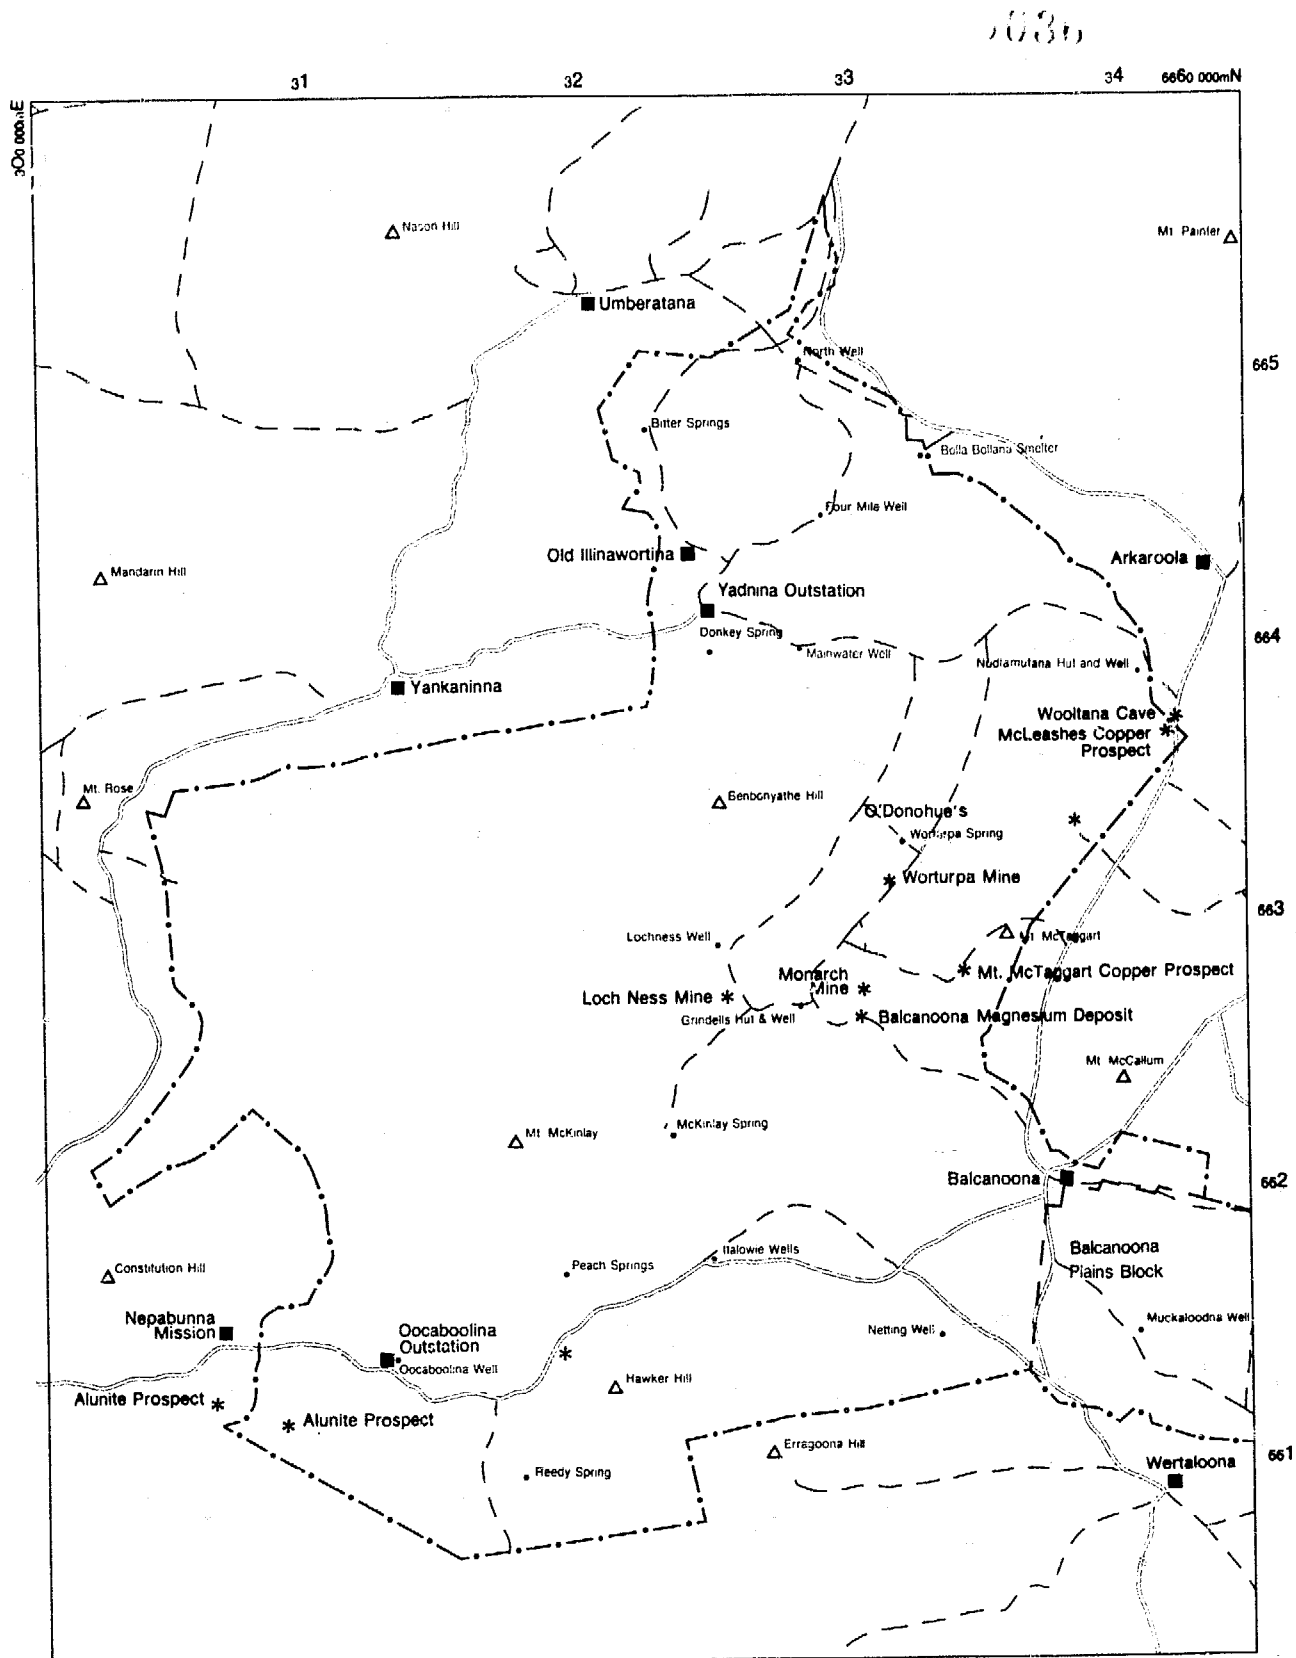 31 32 33 34 6660 000mN
300 000mE
Nason Hill
Mt. Painter
Umberatana
North Well
665
Bitter Springs
Bolla Bollana Smelter
Four Mile Well
Old Illinawortina
Arkaroola
Mandarin Hill
Yadnina Outstation
Donkey Spring
664
Mainwater Well
Nudlamutana Hut and Well
Yankaninna
Wooltana Cave
McLeashes Copper
Prospect
Mt. Rose
Benbonyathe Hill
O'Donohue's
Worturpa Spring
Worturpa Mine
663
Lochness Well
Mt McTaggart
Monarch
Mine
Mt. McTaggart Copper Prospect
Loch Ness Mine
Grindells Hut & Well
Balcanoona Magnesium Deposit
Mt McCallum
McKinlay Spring
Mt. McKinlay
Balcanoona
662
Italowie Wells
Balcanoona
Plains Block
Constitution Hill
Peach Springs
Nepabunna
Mission
Muckaloodna Well
Oocaboolina
Outstation
Netting Well
Oocaboolina Well
Hawker Hill
Alunite Prospect
Alunite Prospect
Erragoona Hill
661
Wertaloona
Reedy Spring